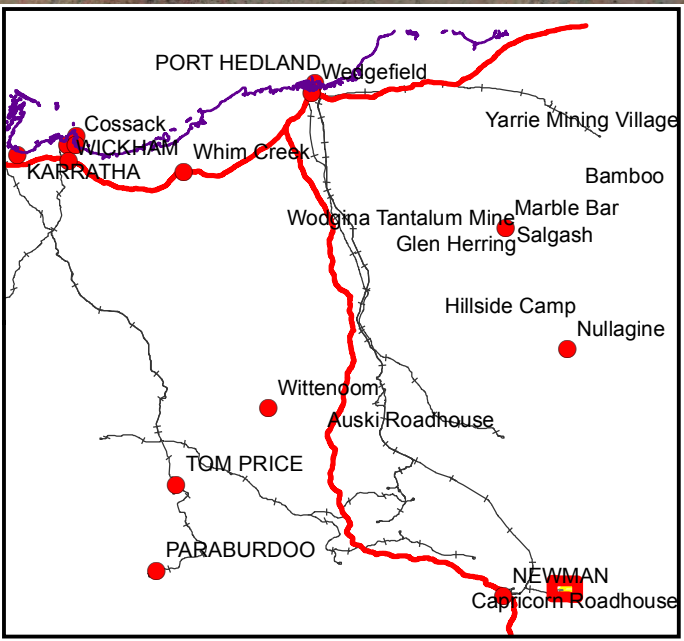 PORT HEDLAND
Wedgefield
Yarrie Mining Village
Cossack
WICKHAM
Whim Creek
KARRATHA
Bamboo
Marble Bar
Woodgina Tantalum Mine
Salgash
Glen Herring
Hillside Camp
Nullagine
Wittenoom
Auski Roadhouse
TOM PRICE
PARABURDOO
NEWMAN
Capricorn Roadhouse